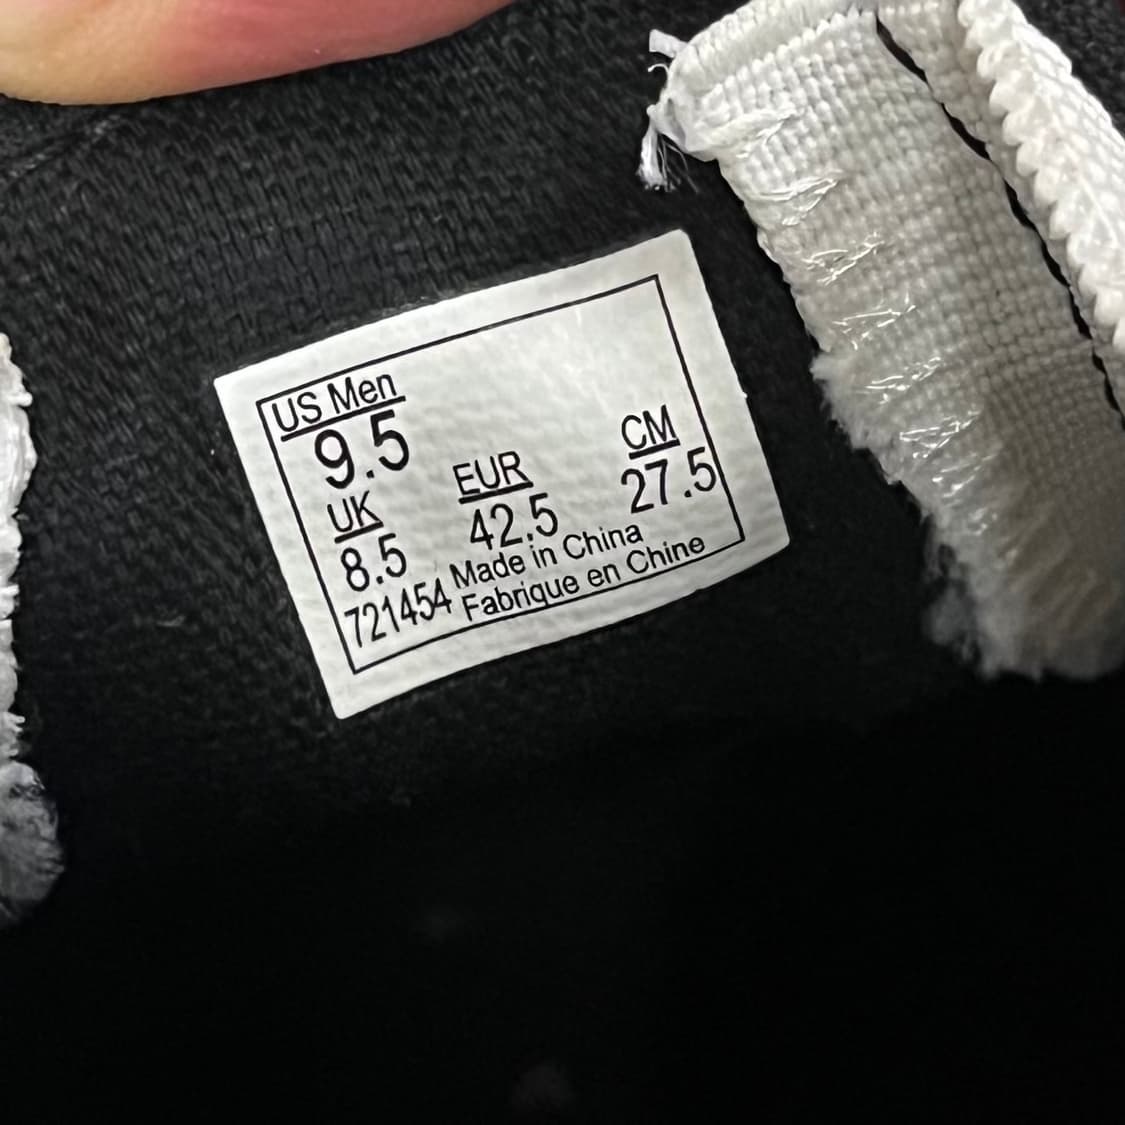 US Men
9.5
UK
8.5
EUR
42.5
CM
27.5
721454
Made in China
Fabrique en Chine